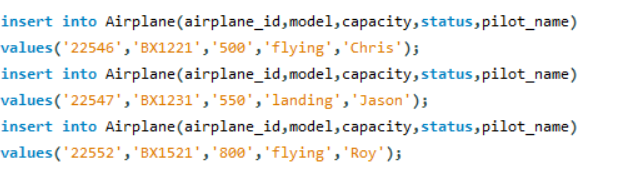 insert into Airplane(airplane_id,model,capacity,status,pilot_name)
values('22546','BX1221','500','flying','Chris');
insert into Airplane(airplane_id,model,capacity,status,pilot_name)
values('22547','BX1231','550','landing','Jason');
insert into Airplane(airplane_id,model,capacity,status,pilot_name)
values('22552','BX1521','800','flying','Roy');